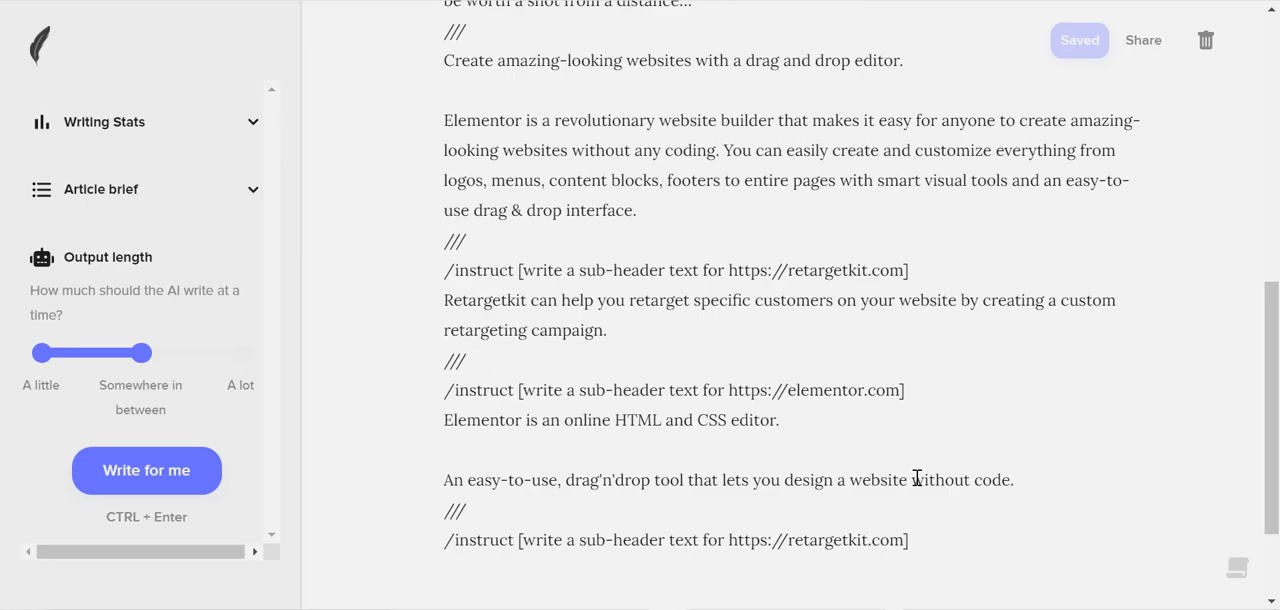 be worth a shot from a distance...
///
Saved
Share
Create amazing-looking websites with a drag and drop editor.
Elementor is a revolutionary website builder that makes it easy for anyone to create amazing-
looking websites without any coding. You can easily create and customize everything from
logos, menus, content blocks, footers to entire pages with smart visual tools and an easy-to-
use drag & drop interface.
///
/instruct [write a sub-header text for https://retargetkit.com]
Retargetkit can help you retarget specific customers on your website by creating a custom
retargeting campaign.
///
/instruct [write a sub-header text for https://elementor.com]
Elementor is an online HTML and CSS editor.
An easy-to-use, drag'n'drop tool that lets you design a website without code.
///
/instruct [write a sub-header text for https://retargetkit.com]
Writing Stats
Article brief
Output length
How much should the AI write at a
time?
A little
Somewhere in
between
A lot
Write for me
CTRL + Enter